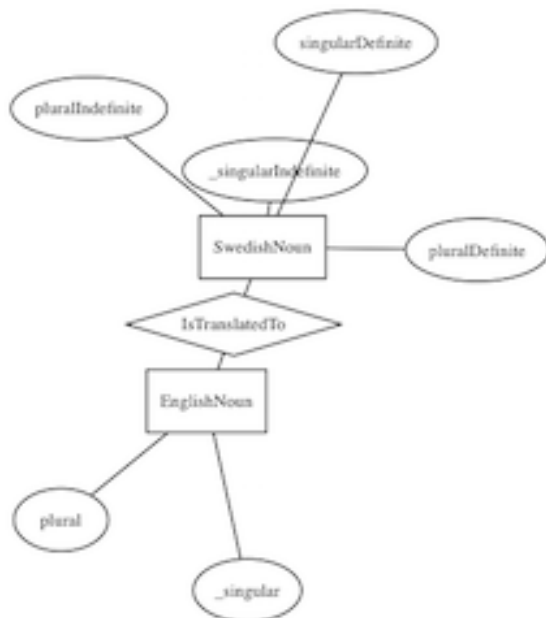 singularDefinite
pluralIndefinite
_singularIndefinite
SwedishNoun
pluralDefinite
IsTranslatedTo
EnglishNoun
plural
_singular